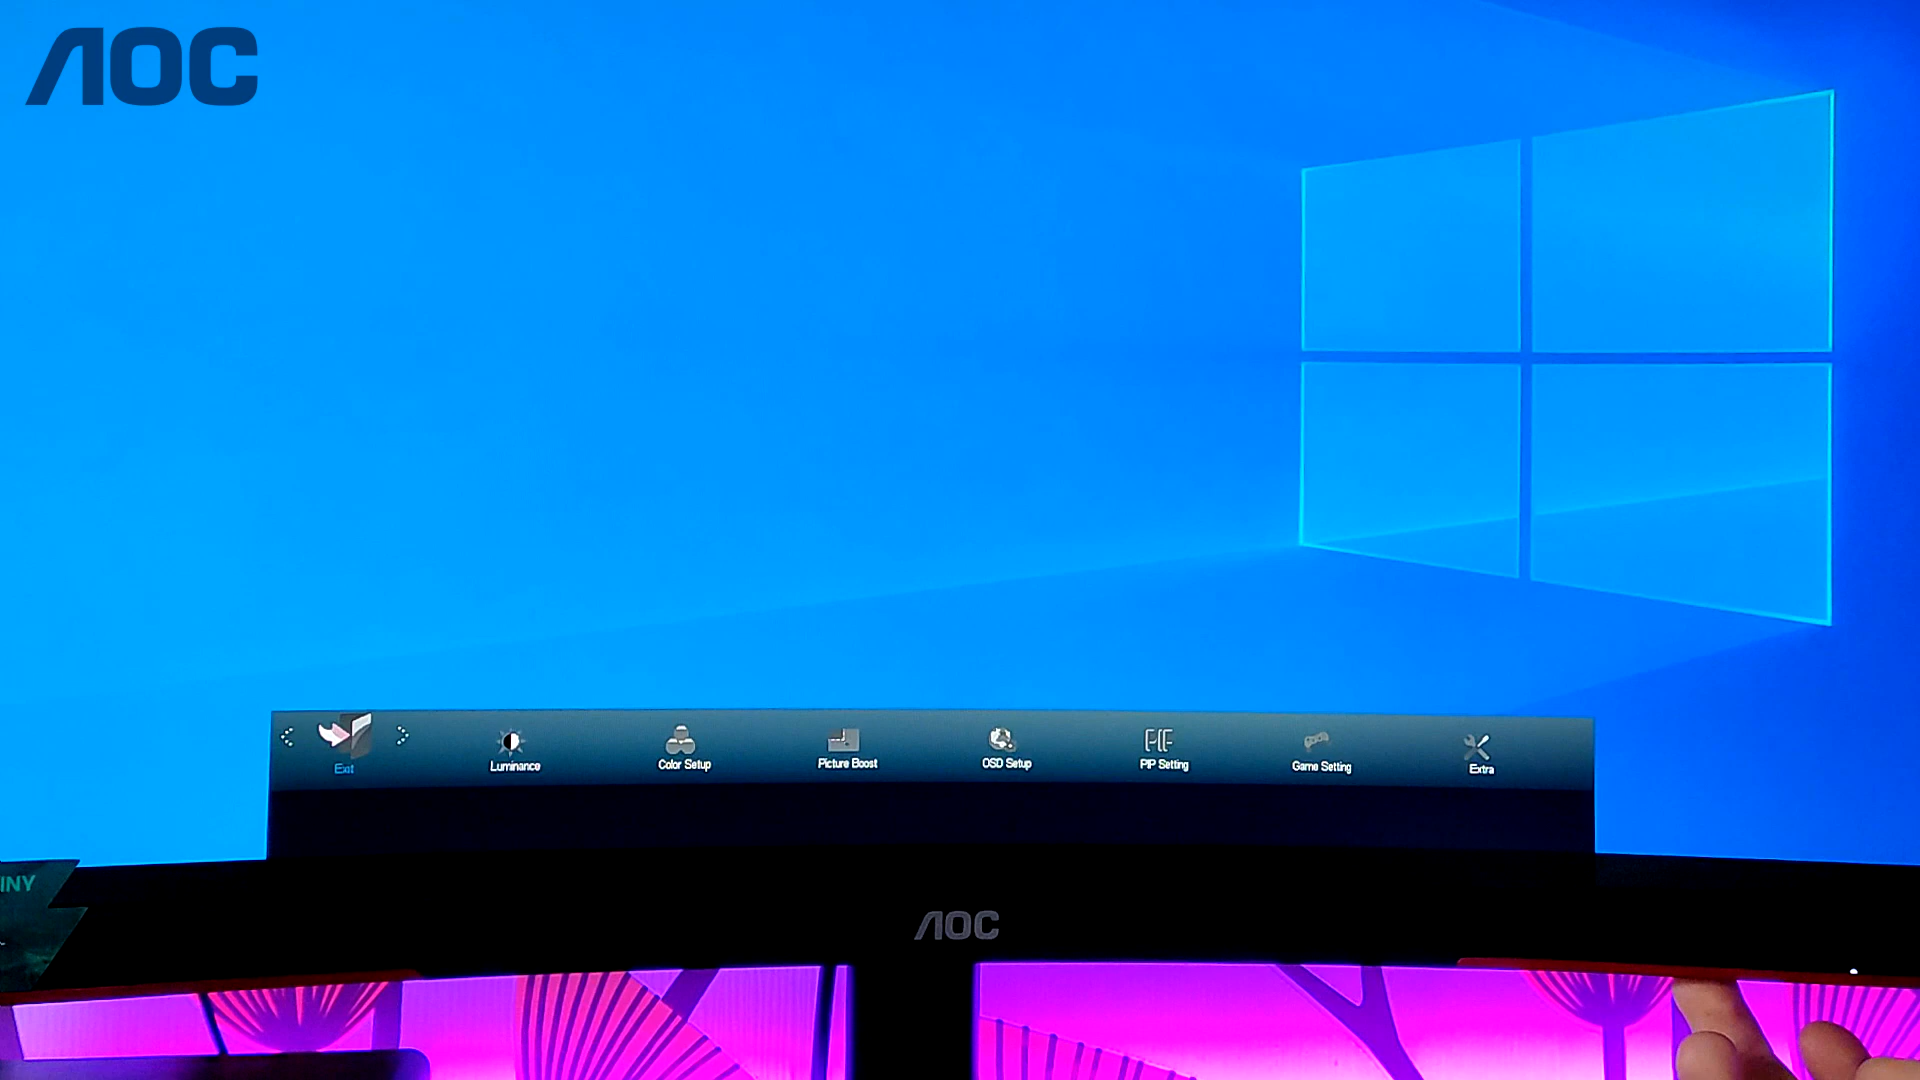 AOC
Exit
Luminance
Color Setup
Picture Boost
OSD Setup
PIP Setting
Game Setting
Extra
INY
AOC